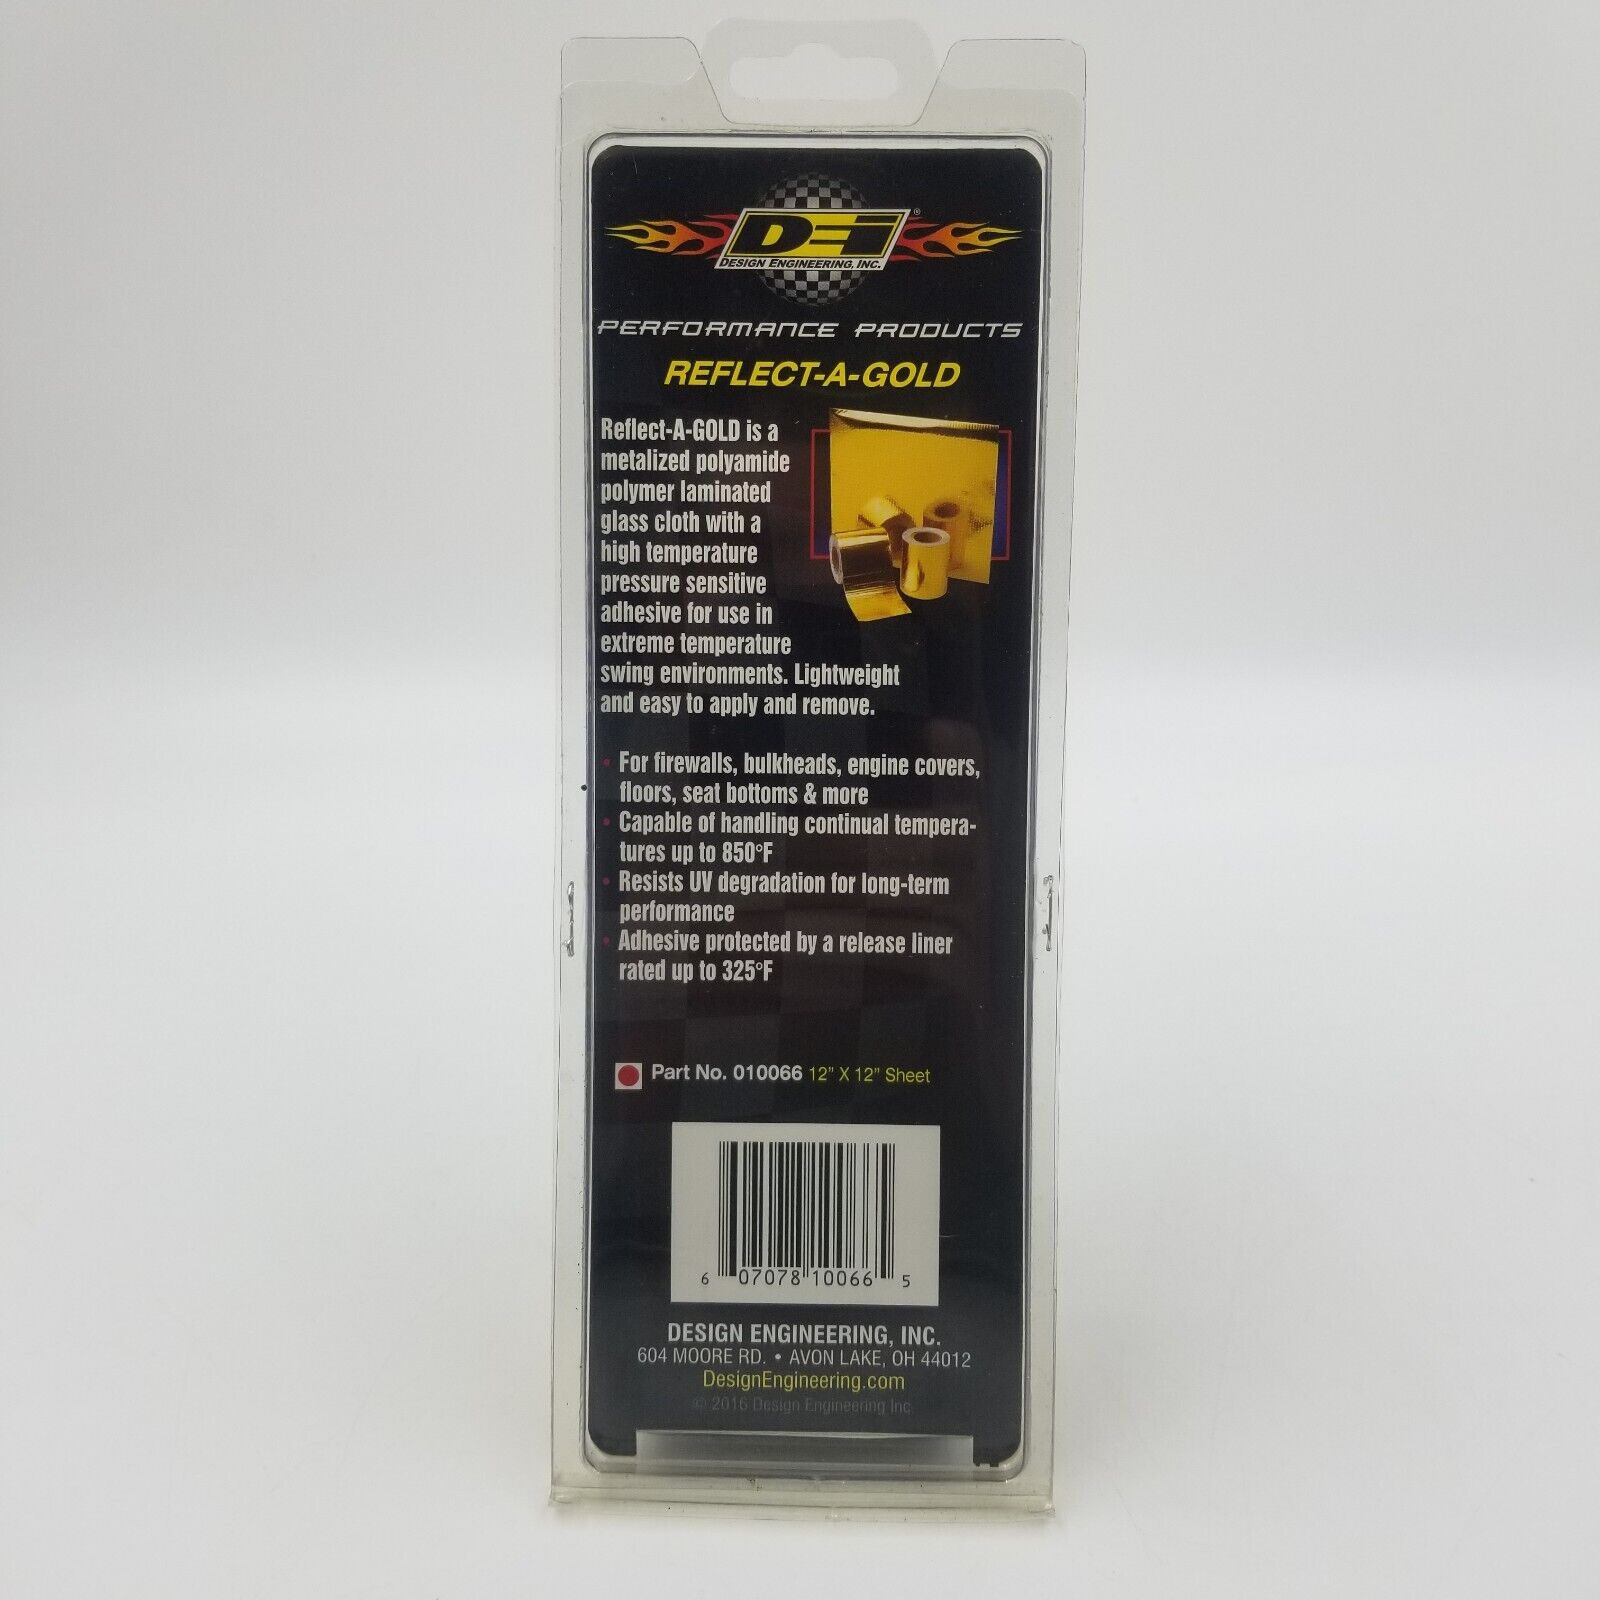 DEi®
DESIGN ENGINEERING, INC.
PERFORMANCE PRODUCTS
REFLECT-A-GOLD
Reflect-A-GOLD is a
metalized polyamide
polymer laminated
glass cloth with a
high temperature
pressure sensitive
adhesive for use in
extreme temperature
swing environments. Lightweight
and easy to apply and remove.
• For firewalls, bulkheads, engine covers,
floors, seat bottoms & more
• Capable of handling continual tempera-
tures up to 850°F
• Resists UV degradation for long-term
performance
• Adhesive protected by a release liner
rated up to 325°F
Part No. 010066 12" X 12" Sheet
6 07078 10066 5
DESIGN ENGINEERING, INC.
604 MOORE RD. • AVON LAKE, OH 44012
DesignEngineering.com
© 2016 Design Engineering Inc